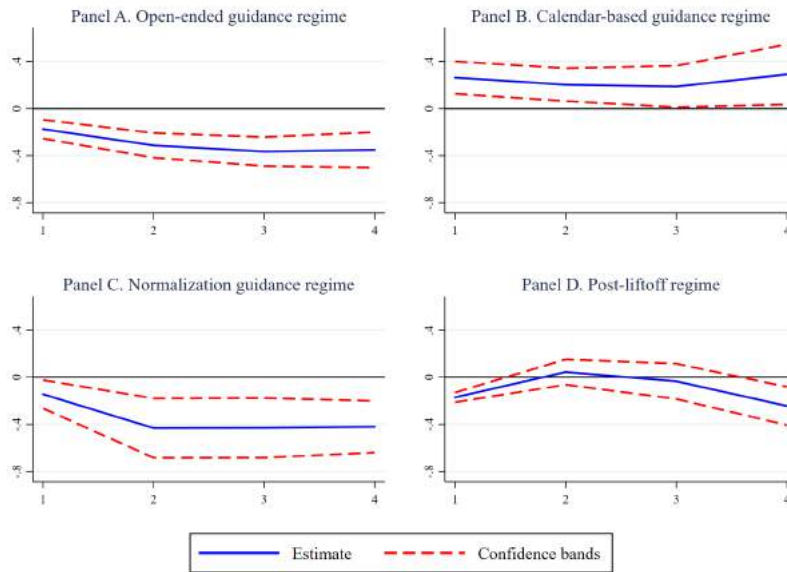 Panel A. Open-ended guidance regime
.4
0
-.4
-.8
1 2 3 4
Panel B. Calendar-based guidance regime
.4
0
-.4
-.8
1 2 3 4
Panel C. Normalization guidance regime
.4
0
-.4
-.8
1 2 3 4
Panel D. Post-liftoff regime
.4
0
-.4
-.8
1 2 3 4
Estimate Confidence bands